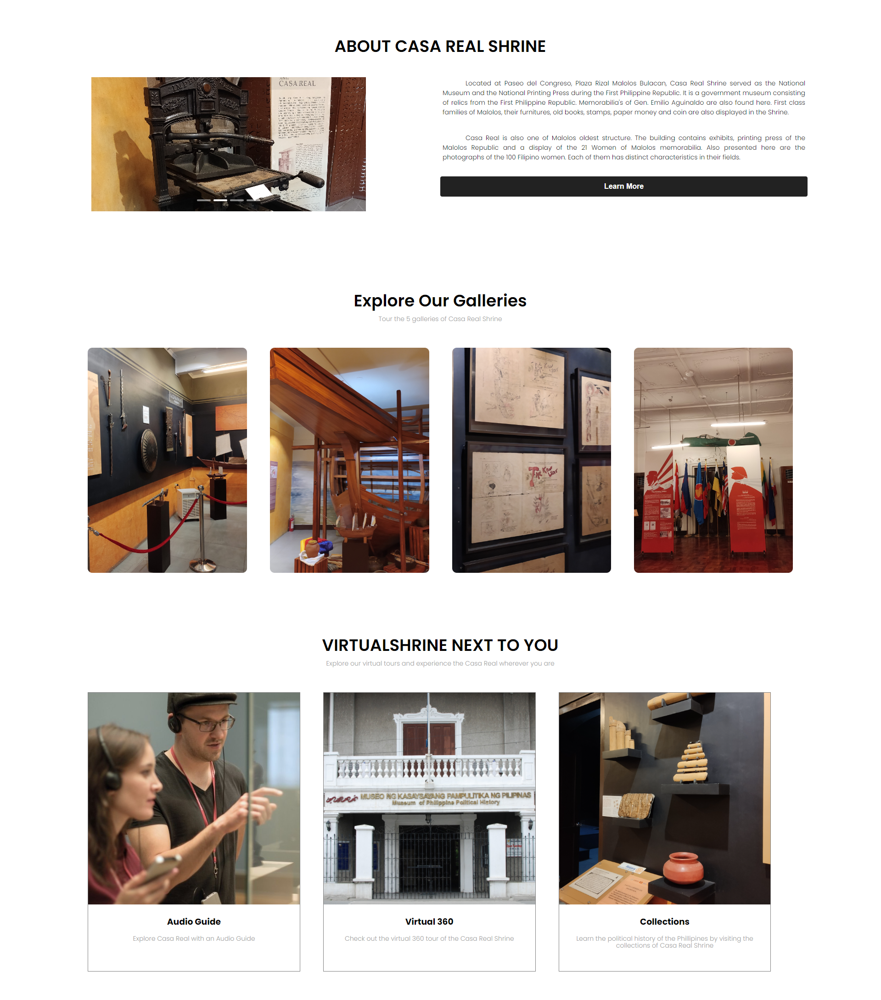 ABOUT CASA REAL SHRINE
ANG
CASA REAL
Located at Paseo del Congreso, Plaza Rizal Malolos Bulacan, Casa Real Shrine served as the National
Museum and the National Printing Press during the First Philippine Republic. It is a government museum consisting
of relics from the First Philippine Republic. Memorabilia's of Gen. Emilio Aguinaldo are also found here. First class
families of Malolos, their furnitures, old books, stamps, paper money and coin are also displayed in the Shrine.
Casa Real is also one of Malolos oldest structure. The building contains exhibits, printing press of the
Malolos Republic and a display of the 21 Women of Malolos memorabilia. Also presented here are the
photographs of the 100 Filipino women. Each of them has distinct characteristics in their fields.
Learn More
Explore Our Galleries
Tour the 5 galleries of Casa Real Shrine
VIRTUALSHRINE NEXT TO YOU
Explore our virtual tours and experience the Casa Real wherever you are
MUSEO NG KASAYSAYANG PAMPULITIKA NG PILIPINAS
Museum of Philippine Political History
Audio Guide
Explore Casa Real with an Audio Guide
Virtual 360
Check out the virtual 360 tour of the Casa Real Shrine
Collections
Learn the political history of the Phillipines by visiting the
collections of Casa Real Shrine